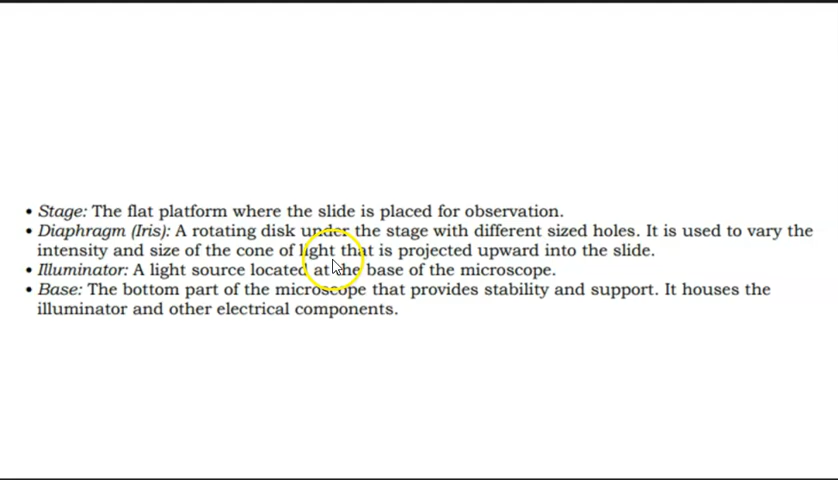 • Stage: The flat platform where the slide is placed for observation.
• Diaphragm (Iris): A rotating disk under the stage with different sized holes. It is used to vary the
intensity and size of the cone of light that is projected upward into the slide.
• Illuminator: A light source located at the base of the microscope.
• Base: The bottom part of the microscope that provides stability and support. It houses the
illuminator and other electrical components.